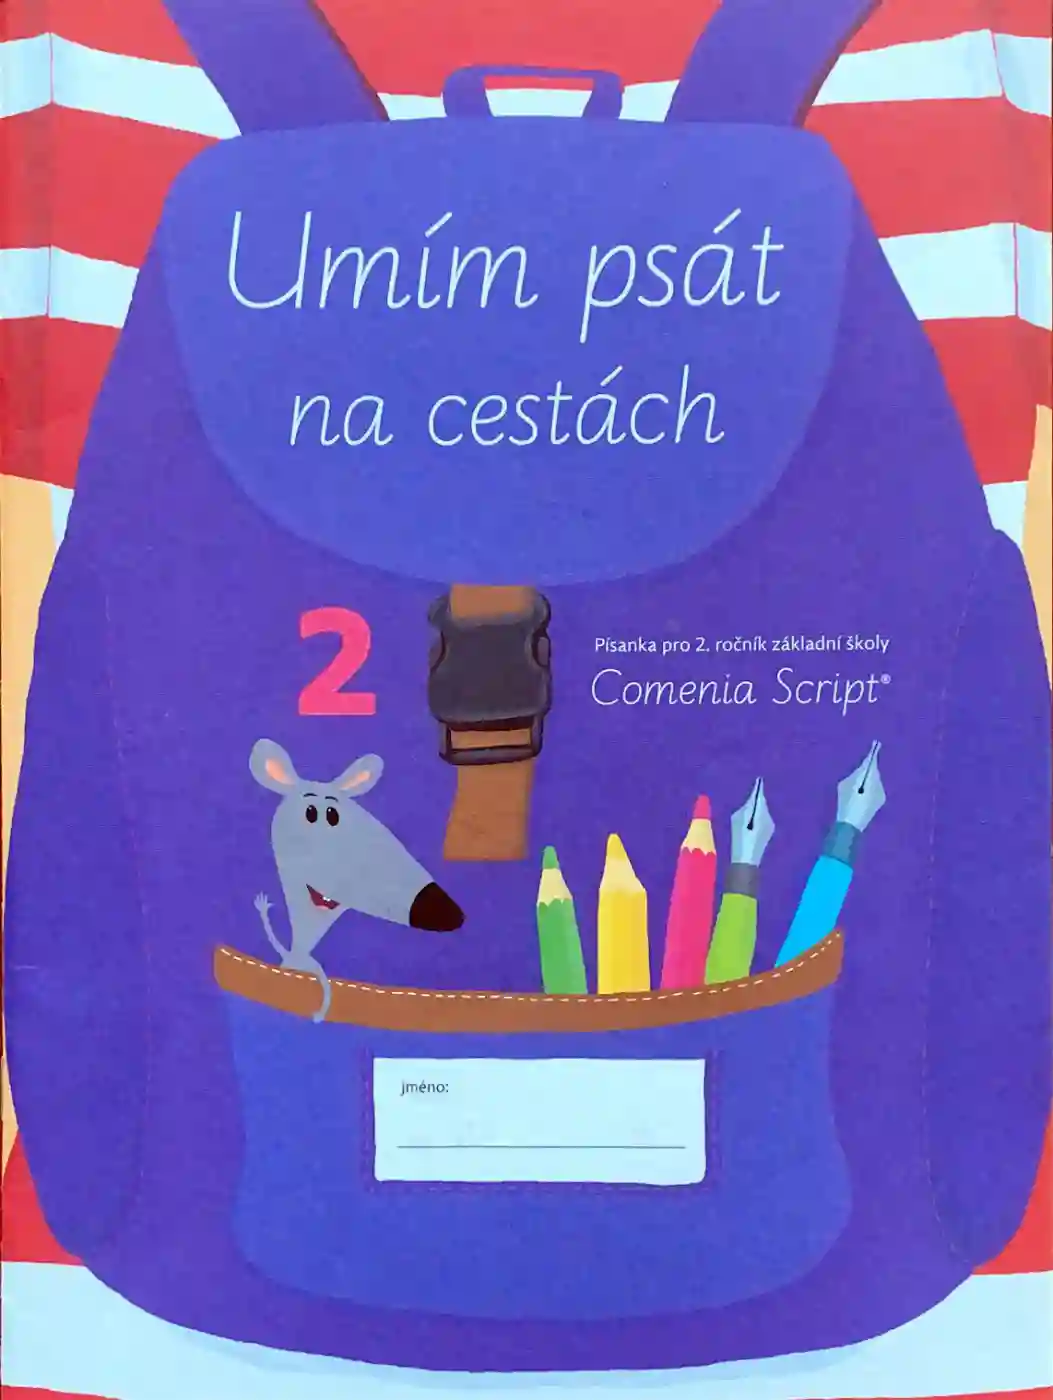 Umím psát
na cestách
2
Písanka pro 2. ročník základní školy
Comenia Script®
jméno: